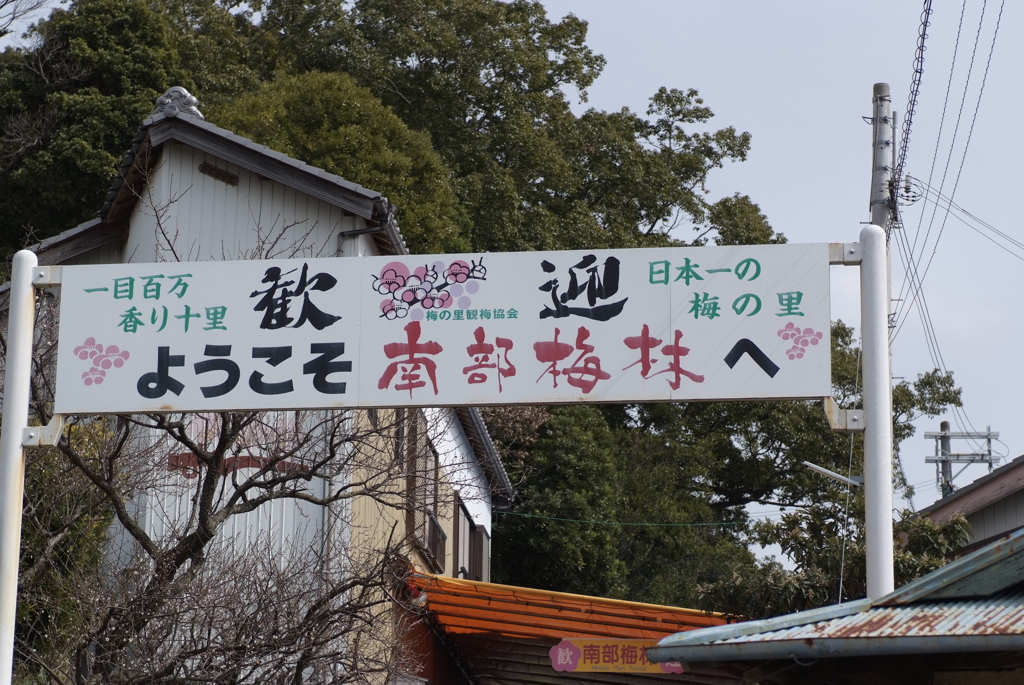 一目百万
香り十里
歓迎
梅の里観梅協会
日本一の
梅の里
ようこそ南部梅林へ
歓 南部梅林